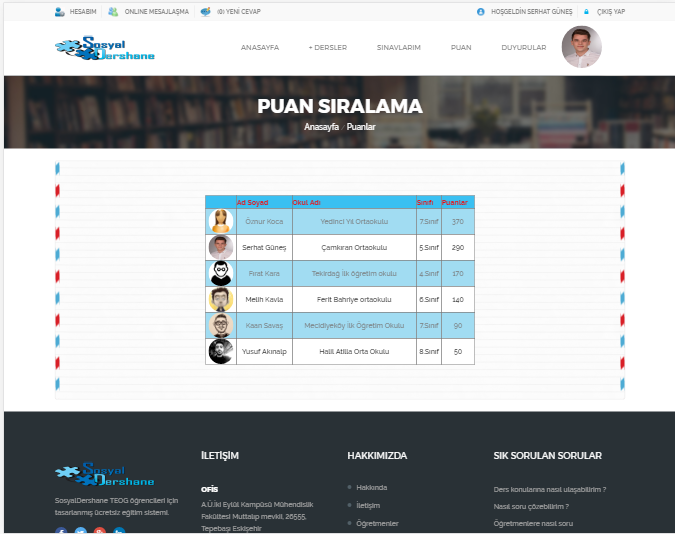 HESABIM ONLINE MESAJLAŞMA (0) YENİ CEVAP HOŞGELDİN SERHAT GÜNEŞ ÇIKIŞ YAP
Sosyal
Dershane
ANASAYFA + DERSLER SINAVLARIM PUAN DUYURULAR
PUAN SIRALAMA
Anasayfa Puanlar
Ad Soyad Okul Adı Sınıfı Puanlar
Öznur Koca Yedinci Yıl Ortaokulu 7.Sınıf 370
Serhat Güneş Çamkıran Ortaokulu 5.Sınıf 290
Fırat Kara Tekirdag İlk öğretim okulu 4.Sınıf 170
Melih Kavla Ferit Bahriye ortaokulu 6.Sınıf 140
Kaan Savaş Mecidiyeköy İlk Öğretim Okulu 7.Sınıf 90
Yusuf Akınalp Halil Atilla Orta Okulu 8.Sınıf 50
Sosyal
Dershane
SosyalDershane TEOG öğrencileri için
tasarlanmış ücretsiz eğitim sistemi.
İLETİŞİM
OFİS
A.Ü.İki Eylül Kampüsü Mühendislik
Fakültesi Muttalıp mevkii, 26555,
Tepebaşı Eskişehir
HAKKIMIZDA
Hakkında
İletişim
Öğretmenler
SIK SORULAN SORULAR
Ders konularına nasıl ulaşabilirim ?
Nasıl soru çözebilirim ?
Öğretmenlere nasıl soru